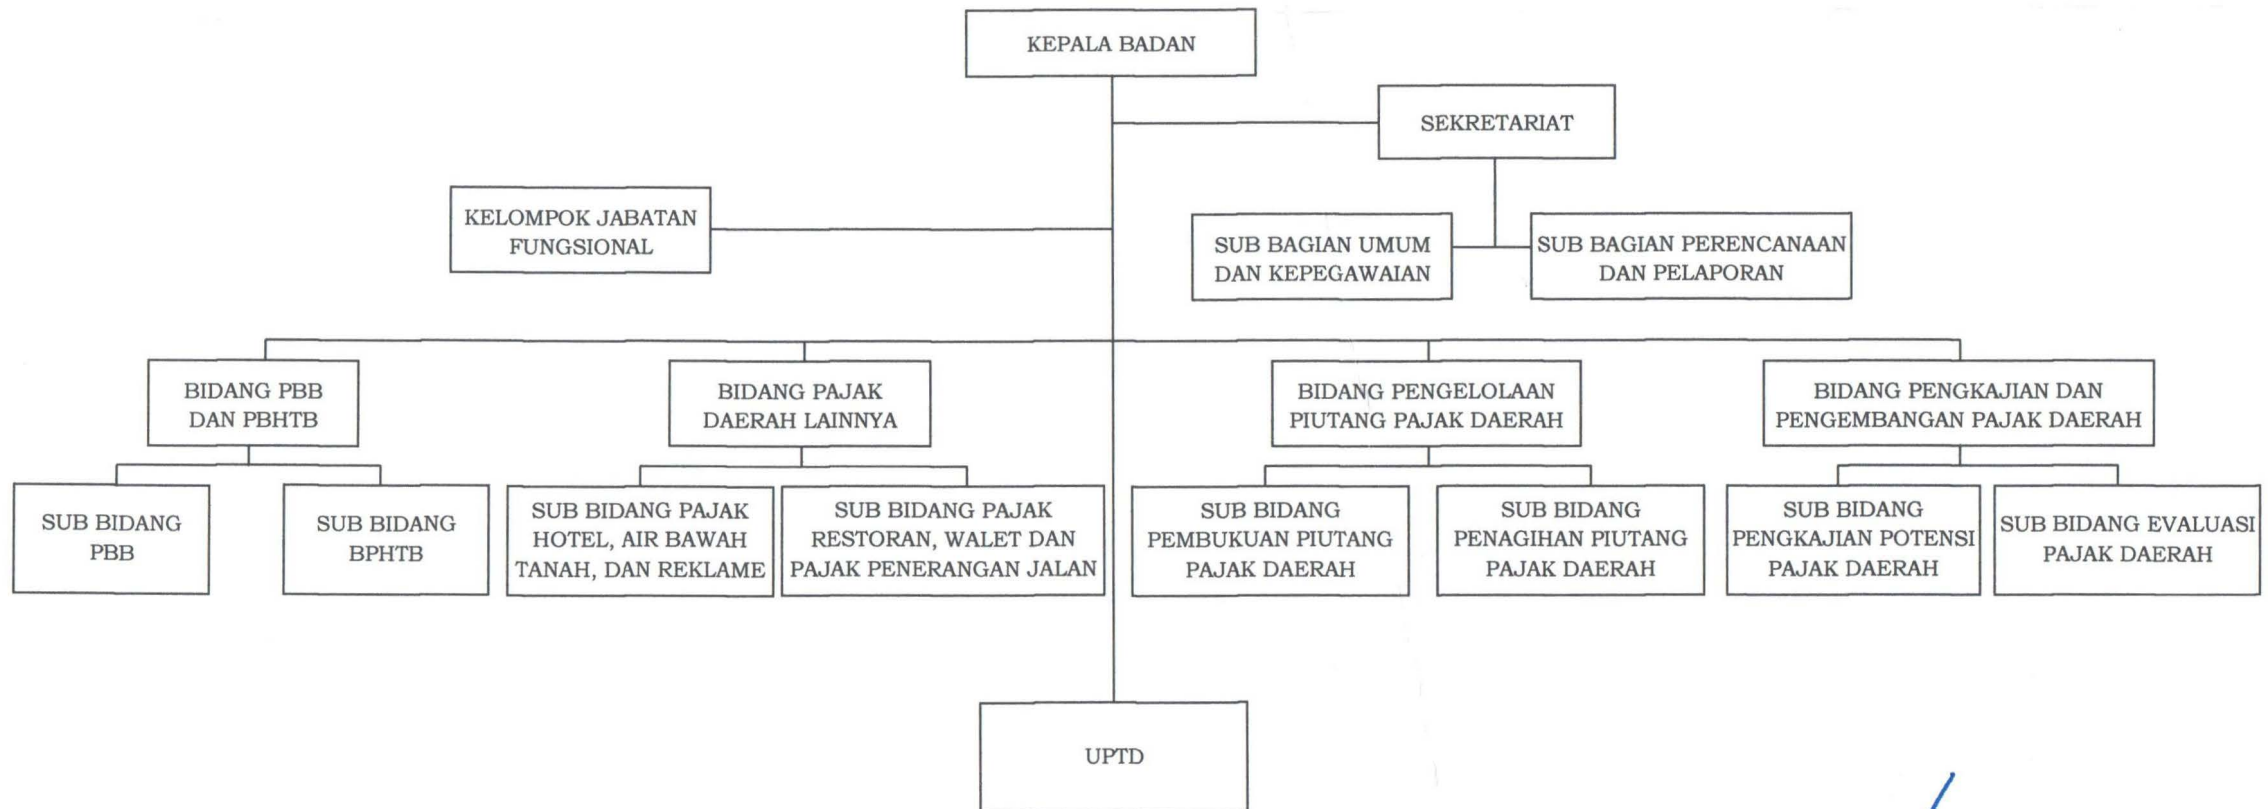 KEPALA BADAN
SEKRETARIAT
KELOMPOK JABATAN
FUNGSIONAL
SUB BAGIAN UMUM
DAN KEPEGAWAIAN
SUB BAGIAN PERENCANAAN
DAN PELAPORAN
BIDANG PBB
DAN PBHTB
BIDANG PAJAK
DAERAH LAINNYA
BIDANG PENGELOLAAN
PIUTANG PAJAK DAERAH
BIDANG PENGKAJIAN DAN
PENGEMBANGAN PAJAK DAERAH
SUB BIDANG
PBB
SUB BIDANG
BPHTB
SUB BIDANG PAJAK
HOTEL, AIR BAWAH
TANAH, DAN REKLAME
SUB BIDANG PAJAK
RESTORAN, WALET DAN
PAJAK PENERANGAN JALAN
SUB BIDANG
PEMBUKUAN PIUTANG
PAJAK DAERAH
SUB BIDANG
PENAGIHAN PIUTANG
PAJAK DAERAH
SUB BIDANG
PENGKAJIAN POTENSI
PAJAK DAERAH
SUB BIDANG EVALUASI
PAJAK DAERAH
UPTD